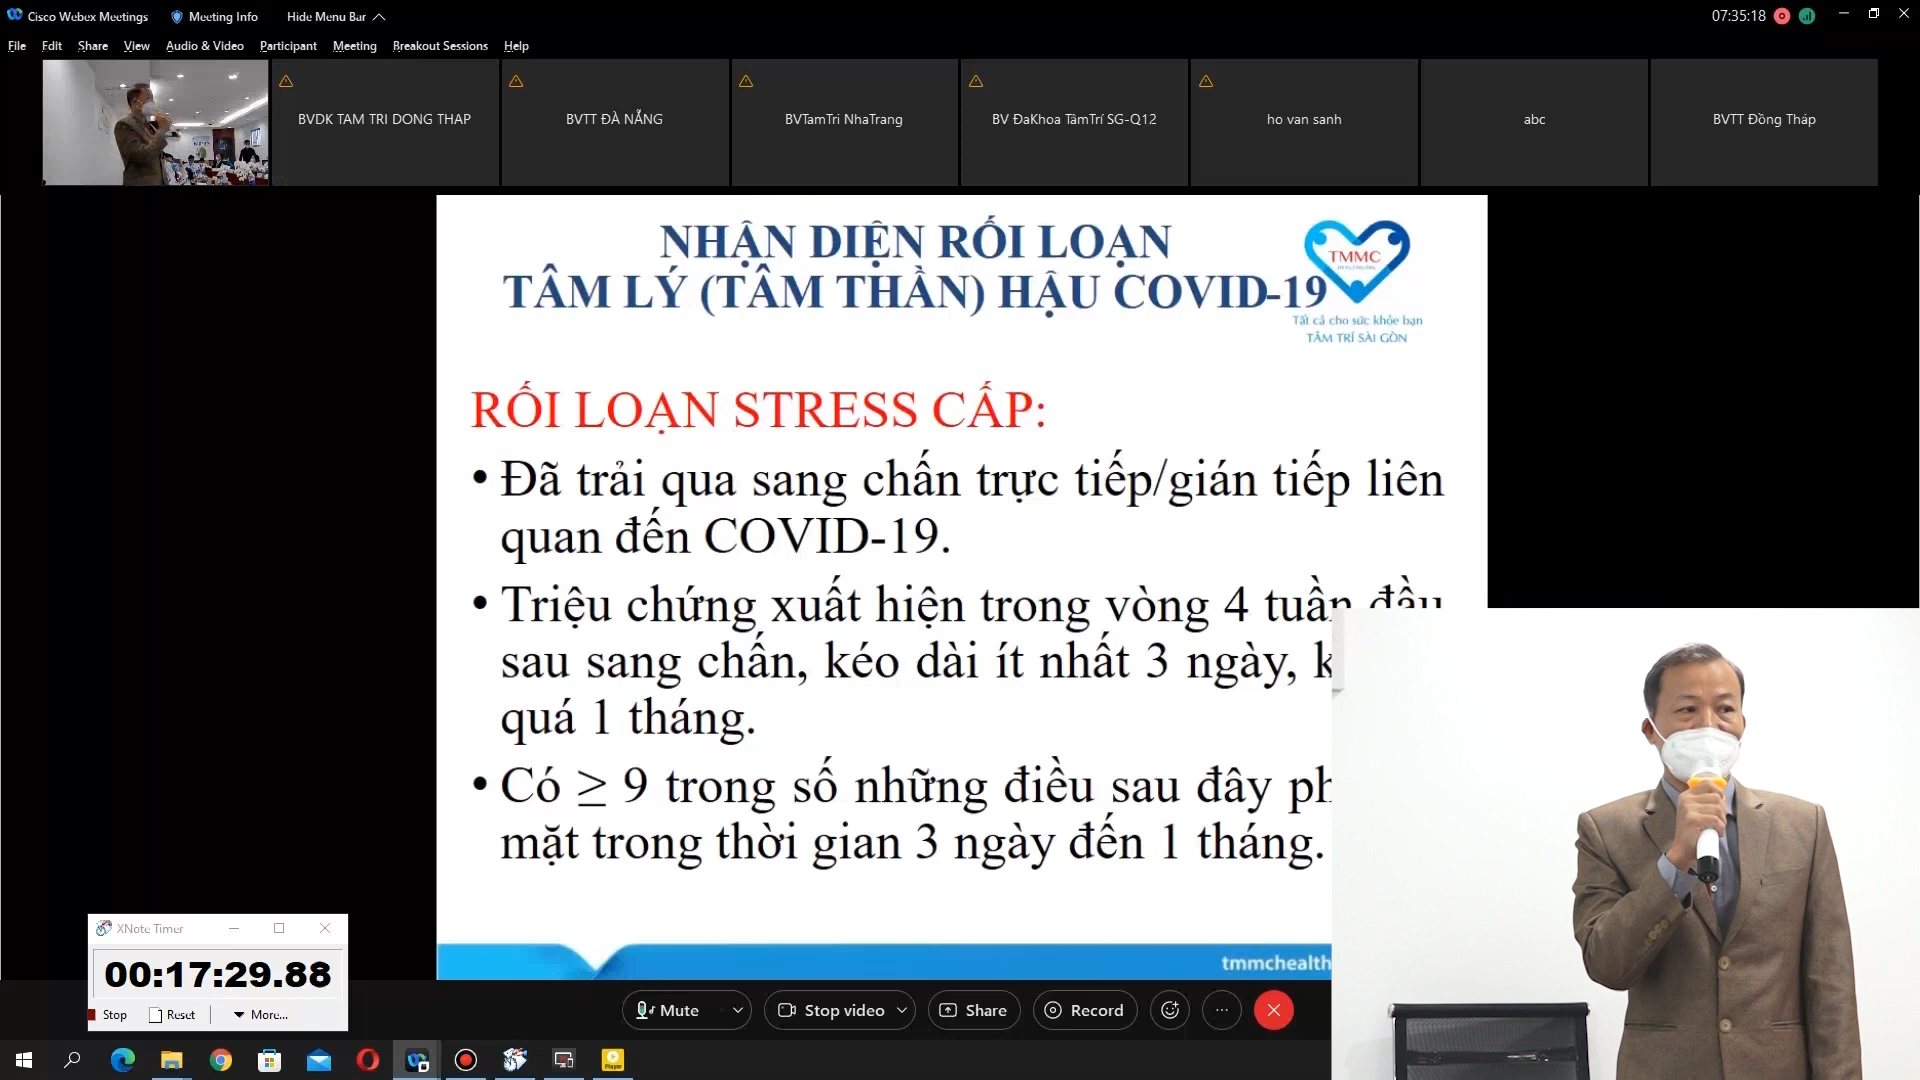 Cisco Webex Meetings
Meeting Info
Hide Menu Bar
07:35:18
File Edit Share View Audio & Video Participant Meeting Breakout Sessions Help
BVDK TAM TRI DONG THAP
BVTT ĐÀ NẴNG
BVTamTri NhaTrang
BV ĐaKhoa TâmTrí SG-Q12
ho van sanh
abc
BVTT Đồng Tháp
NHẬN DIỆN RỐI LOẠN
TÂM LÝ (TÂM THẦN) HẬU COVID-19
TMMC
HEALTHCARE
Tất cả cho sức khỏe bạn
TÂM TRÍ SÀI GÒN
RỐI LOẠN STRESS CẤP:
• Đã trải qua sang chấn trực tiếp/gián tiếp liên
quan đến COVID-19.
• Triệu chứng xuất hiện trong vòng 4 tuần đầu
sau sang chấn, kéo dài ít nhất 3 ngày, k
quá 1 tháng.
• Có ≥ 9 trong số những điều sau đây ph
mặt trong thời gian 3 ngày đến 1 tháng.
tmmchealth
XNote Timer
00:17:29.88
Stop Reset More...
Mute
Stop video
Share
Record
Player